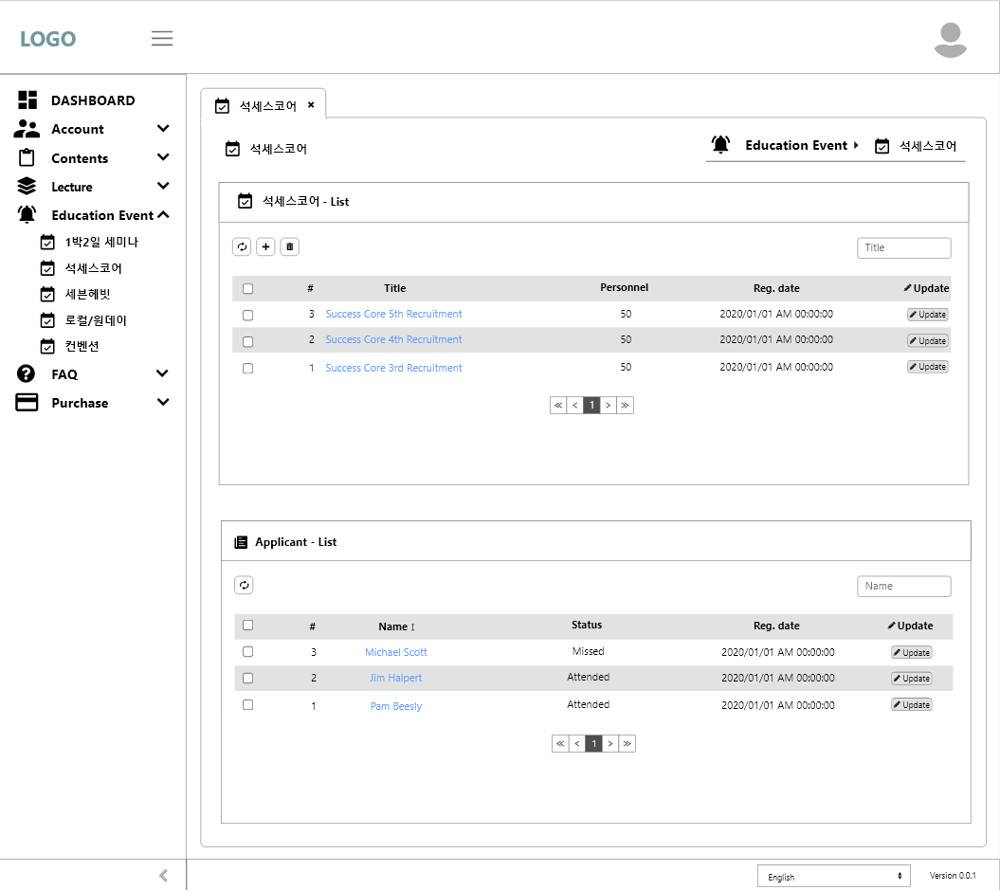 LOGO
DASHBOARD
Account
Contents
Lecture
Education Event
1박2일 세미나
석세스코어
세븐헤빗
로컬/원데이
컨벤션
FAQ
Purchase
석세스코어 ×
석세스코어
Education Event 석세스코어
석세스코어 - List
Title
# Title Personnel Reg. date Update
3 Success Core 5th Recruitment 50 2020/01/01 AM 00:00:00 Update
2 Success Core 4th Recruitment 50 2020/01/01 AM 00:00:00 Update
1 Success Core 3rd Recruitment 50 2020/01/01 AM 00:00:00 Update
« < 1 > »
Applicant - List
Name
# Name Status Reg. date Update
3 Michael Scott Missed 2020/01/01 AM 00:00:00 Update
2 Jim Halpert Attended 2020/01/01 AM 00:00:00 Update
1 Pam Beesly Attended 2020/01/01 AM 00:00:00 Update
« < 1 > »
English Version 0.0.1